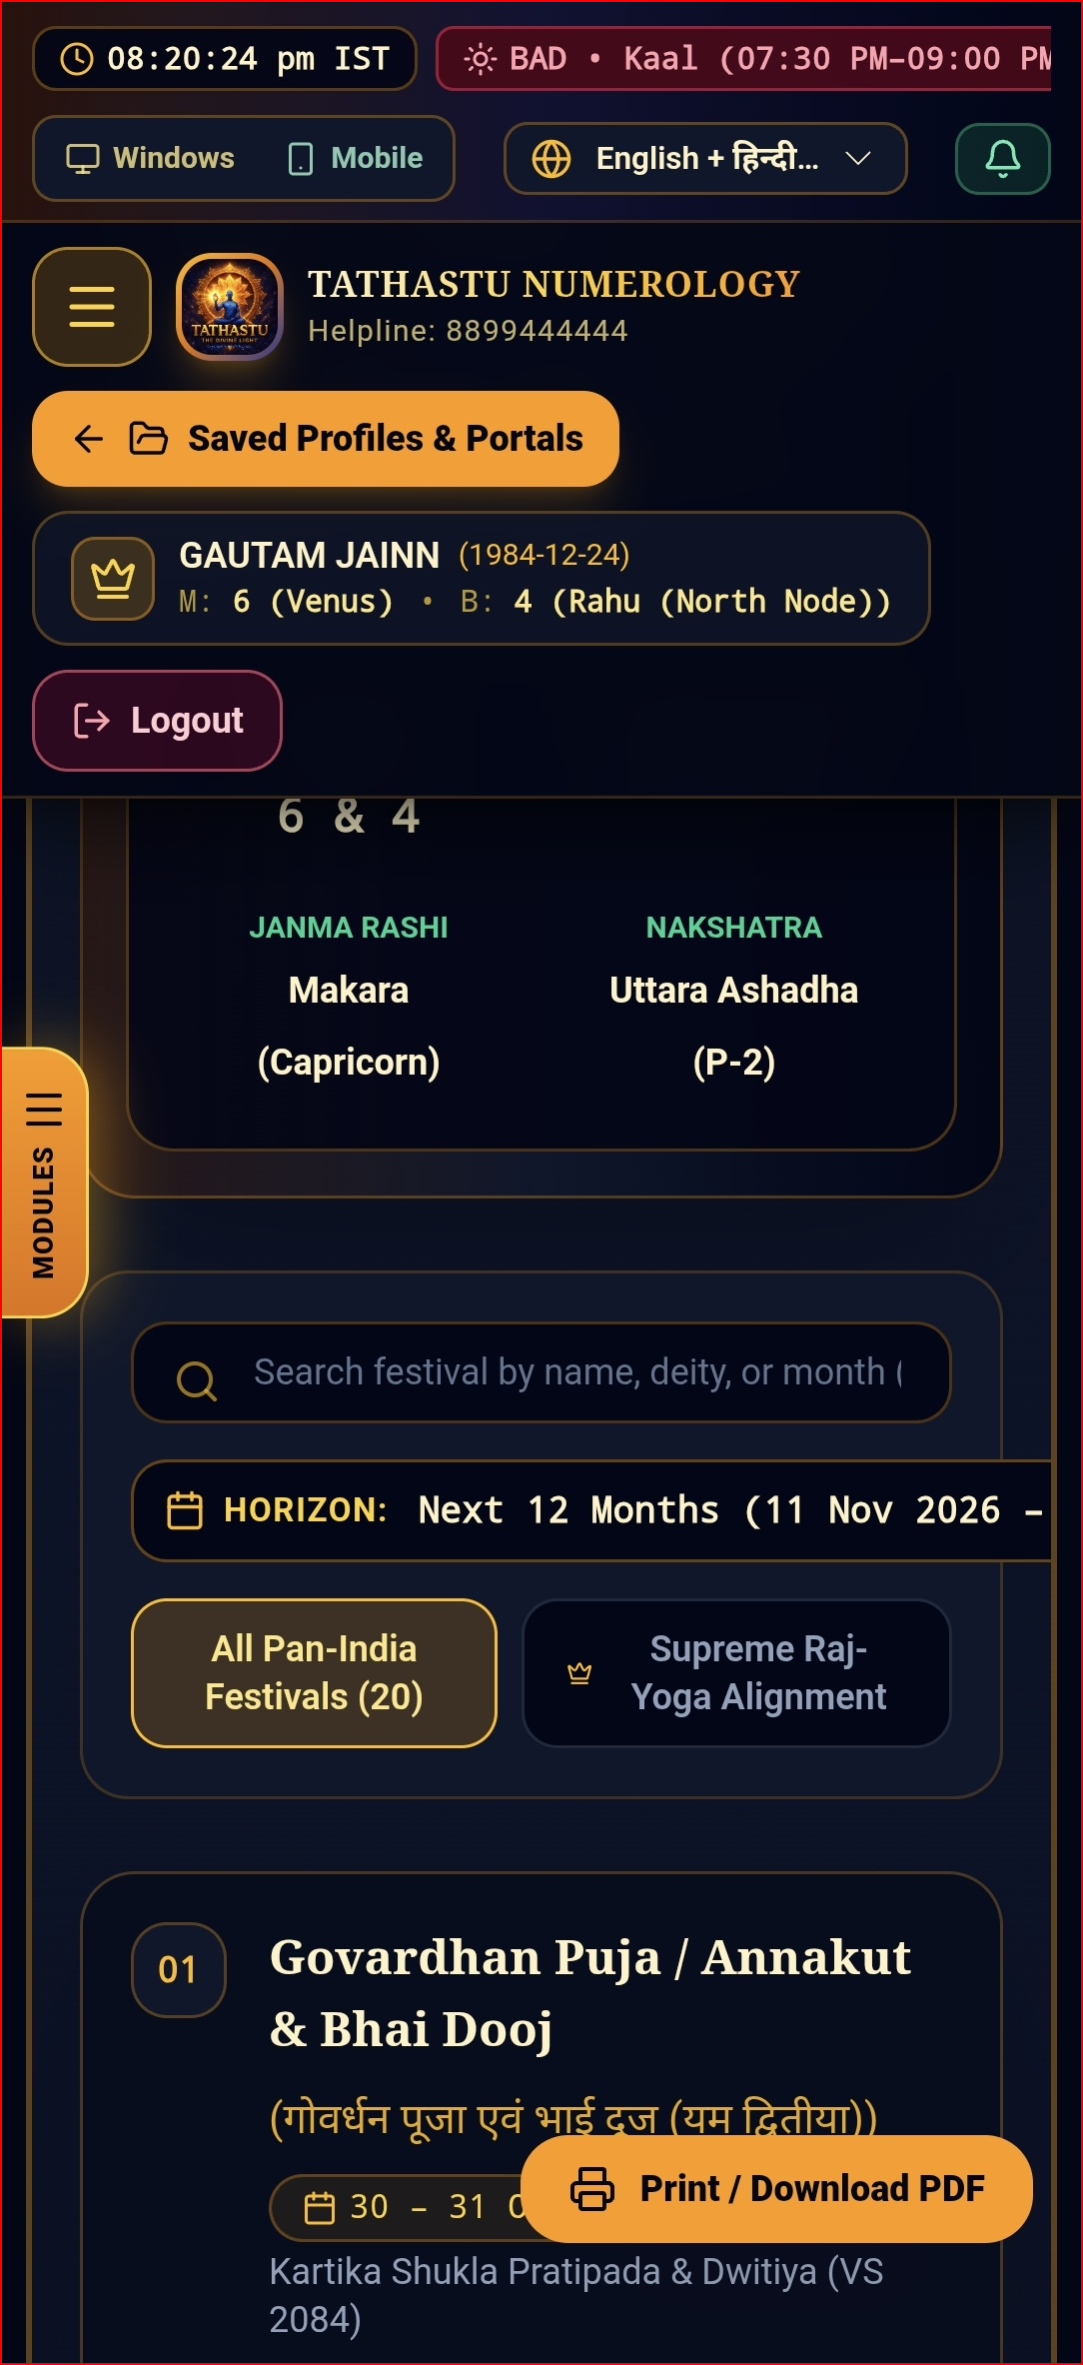 08:20:24 pm IST
BAD • Kaal (07:30 PM–09:00 PM
Windows
Mobile
English + हिन्दी...
TATHASTU NUMEROLOGY
Helpline: 8899444444
TATHASTU
THE DIVINE LIGHT
Saved Profiles & Portals
GAUTAM JAINN (1984-12-24)
M: 6 (Venus) • B: 4 (Rahu (North Node))
Logout
6 & 4
JANMA RASHI
Makara
(Capricorn)
NAKSHATRA
Uttara Ashadha
(P-2)
MODULES
Search festival by name, deity, or month (
HORIZON: Next 12 Months (11 Nov 2026 –
All Pan-India
Festivals (20)
Supreme Raj-
Yoga Alignment
01
Govardhan Puja / Annakut
& Bhai Dooj
(गोवर्धन पूजा एवं भाई दूज (यम द्वितीया))
30 – 31 O
Print / Download PDF
Kartika Shukla Pratipada & Dwitiya (VS
2084)